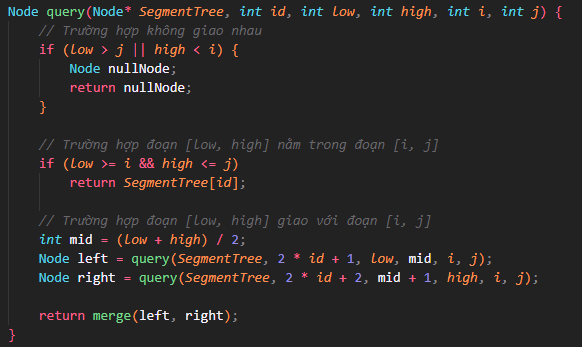 Node query(Node* SegmentTree, int id, int low, int high, int i, int j) {
    // Trường hợp không giao nhau
    if (low > j || high < i) {
        Node nullNode;
        return nullNode;
    }

    // Trường hợp đoạn [low, high] nằm trong đoạn [i, j]
    if (low >= i && high <= j)
        return SegmentTree[id];

    // Trường hợp đoạn [low, high] giao với đoạn [i, j]
    int mid = (low + high) / 2;
    Node left = query(SegmentTree, 2 * id + 1, low, mid, i, j);
    Node right = query(SegmentTree, 2 * id + 2, mid + 1, high, i, j);

    return merge(left, right);
}